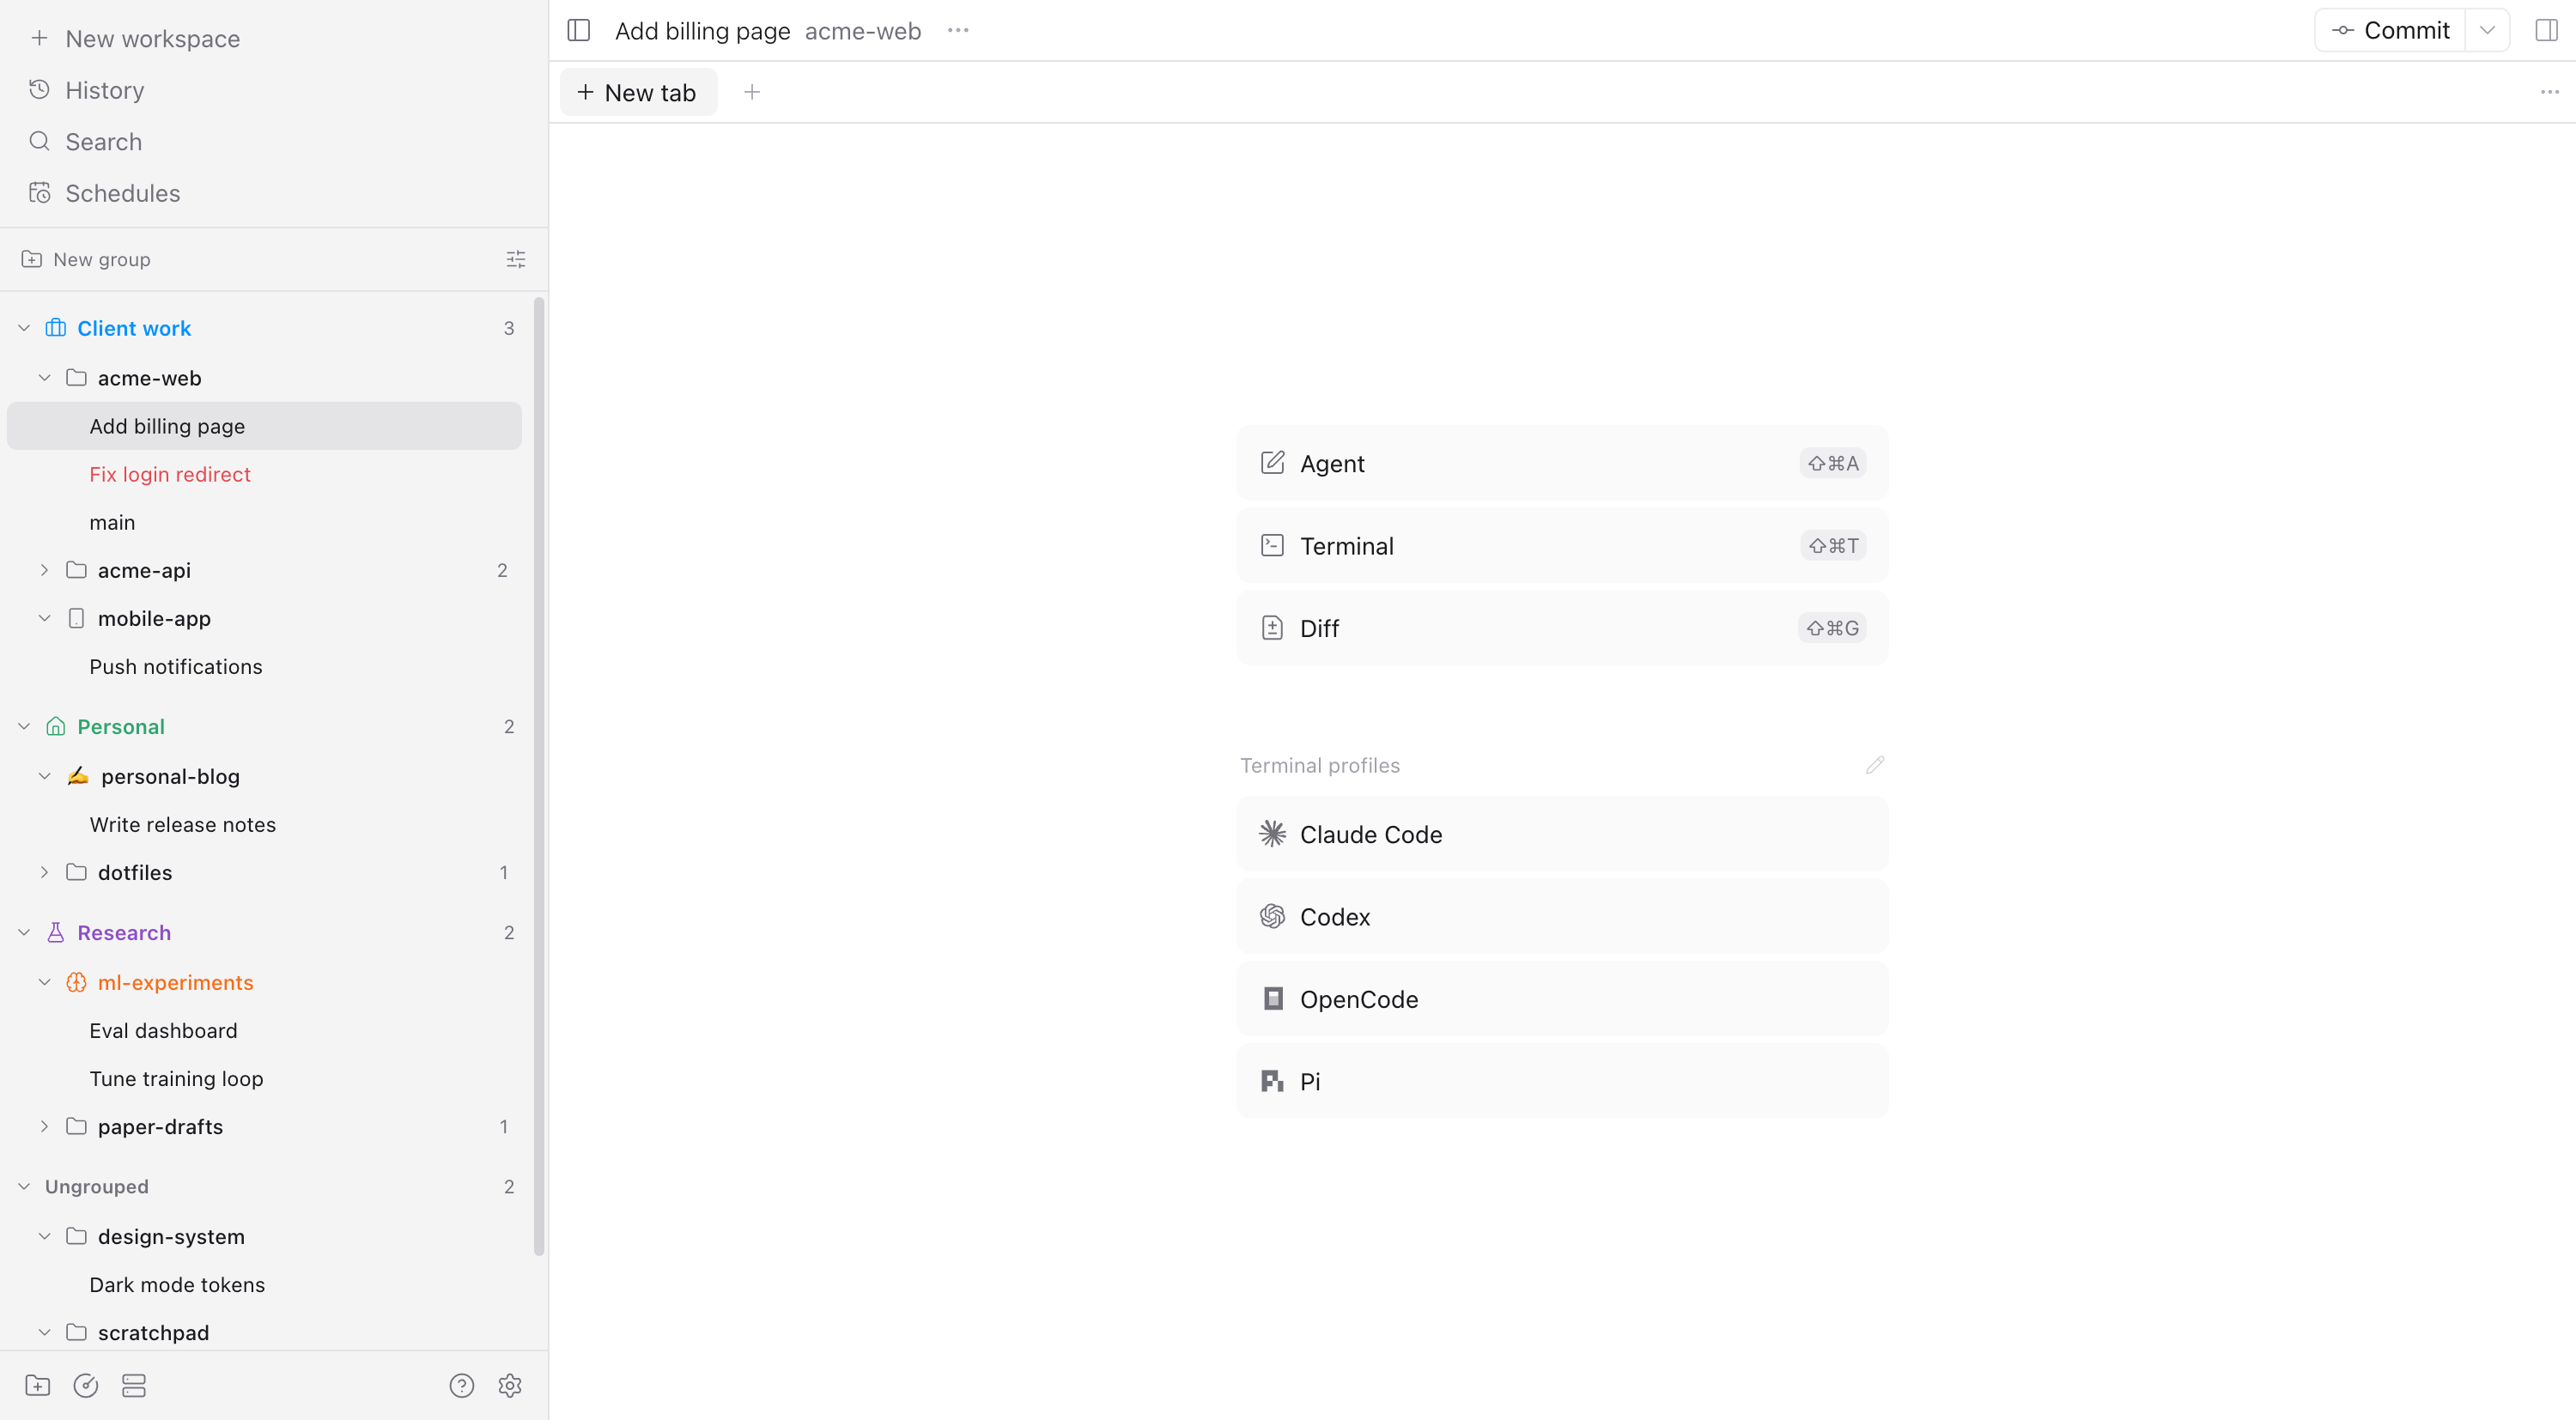 New workspace
History
Search
Schedules
New group
Client work 3
acme-web
Add billing page
Fix login redirect
main
acme-api 2
mobile-app
Push notifications
Personal 2
personal-blog
Write release notes
dotfiles 1
Research 2
ml-experiments
Eval dashboard
Tune training loop
paper-drafts 1
Ungrouped 2
design-system
Dark mode tokens
scratchpad
Add billing page acme-web
Commit
New tab
Agent ⇧⌘A
Terminal ⇧⌘T
Diff ⇧⌘G
Terminal profiles
Claude Code
Codex
OpenCode
Pi